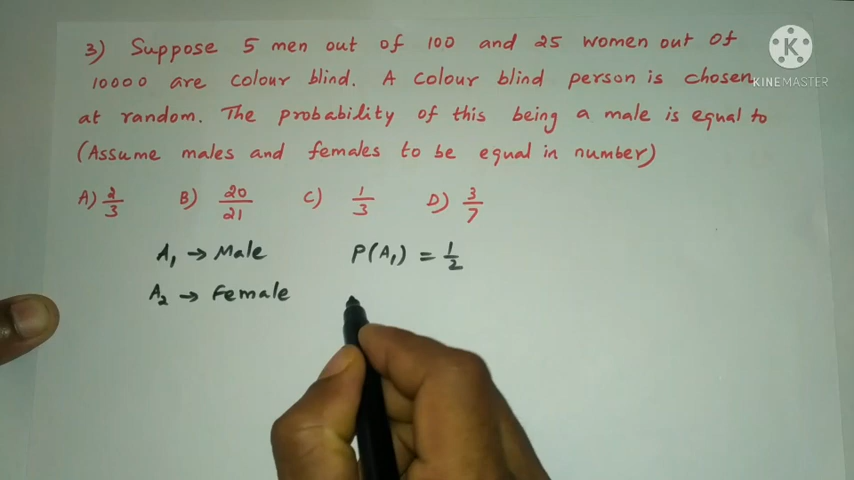 3) Suppose 5 men out of 100 and 25 women out of
10000 are colour blind. A colour blind person is chosen
at random. The probability of this being a male is equal to
(Assume males and females to be equal in number)
A) 2/3 B) 20/21 C) 1/3 D) 3/7
A₁ → Male P(A₁) = 1/2
A₂ → Female
K
KINEMASTER